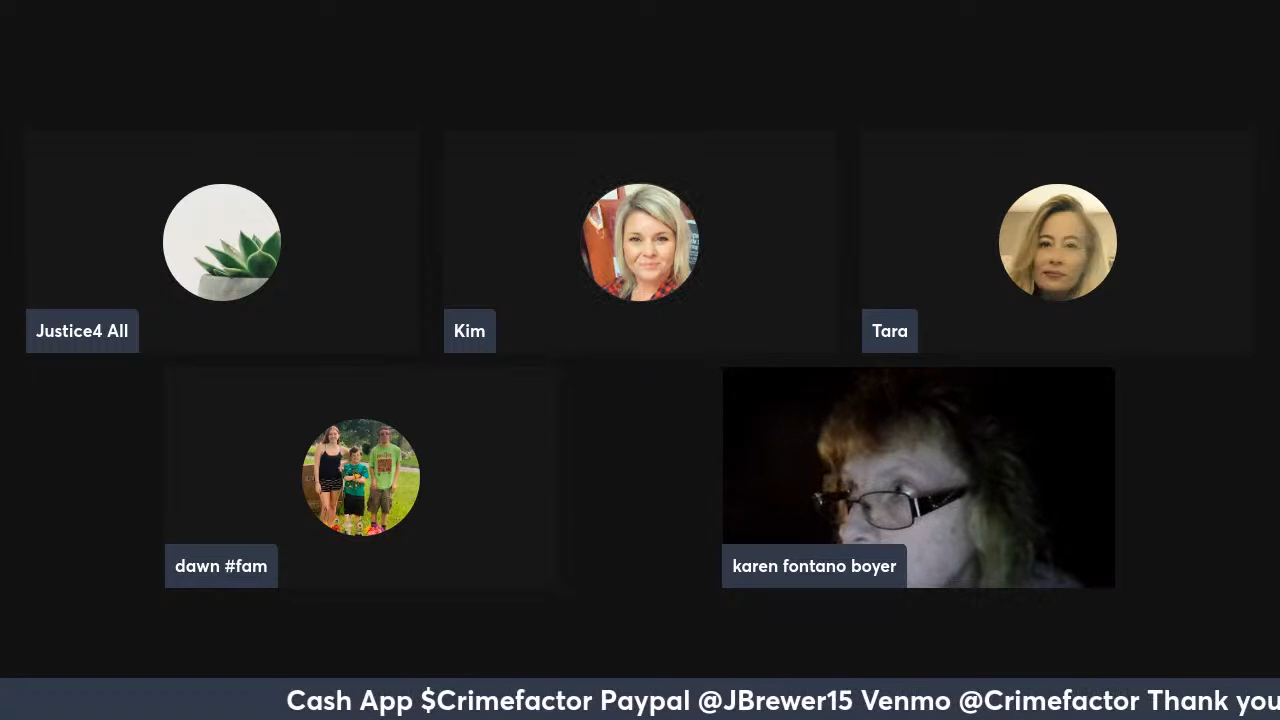 Justice4 All
Kim
Tara
dawn #fam
karen fontano boyer
Cash App $Crimefactor Paypal @JBrewer15 Venmo @Crimefactor Thank you